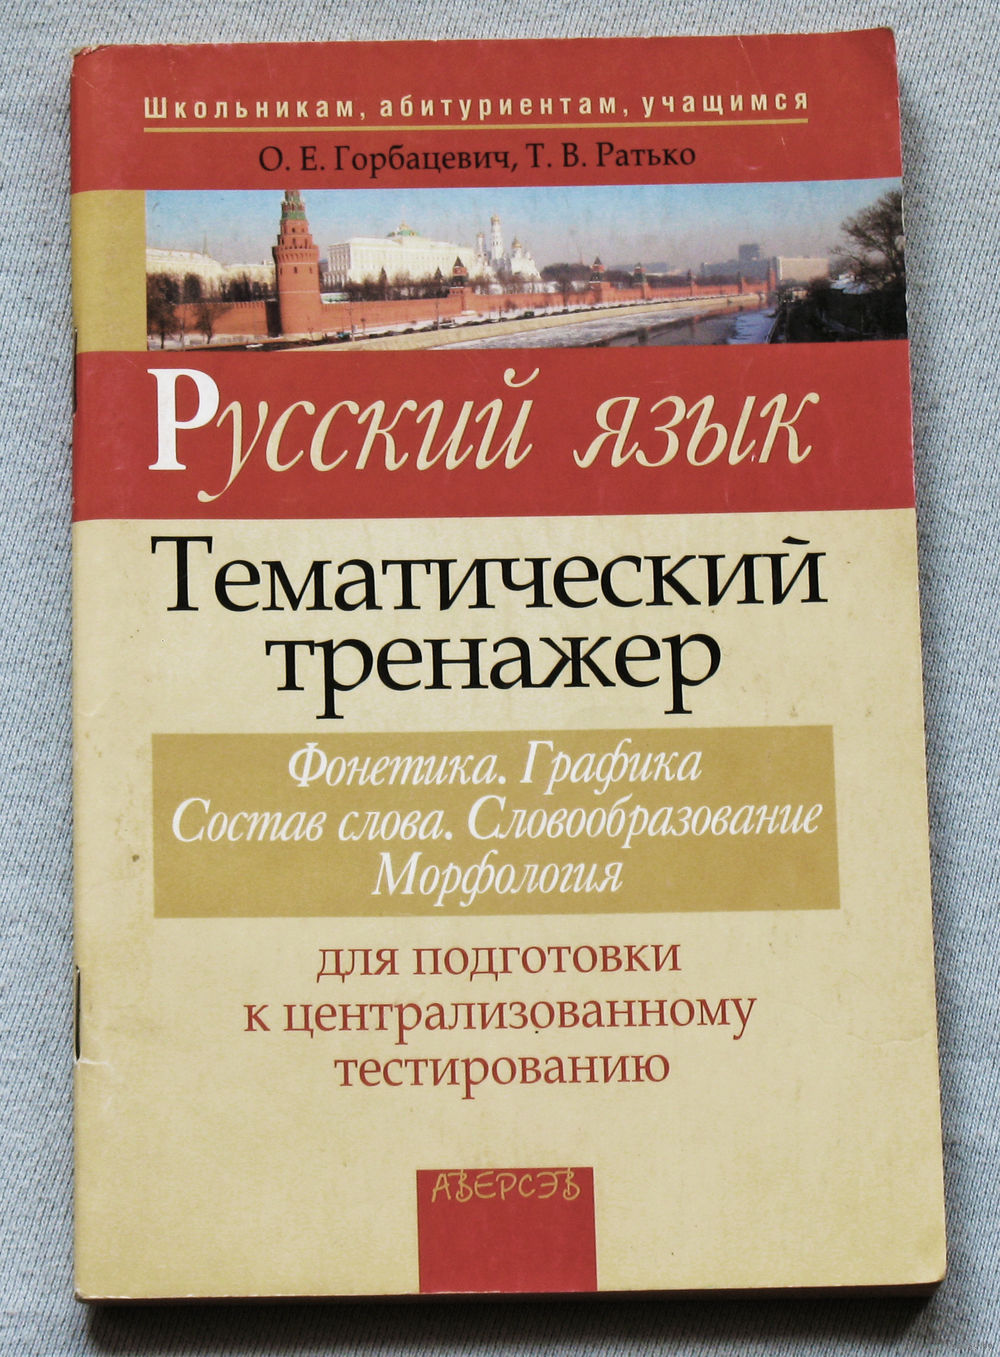 Школьникам, абитуриентам, учащимся
О. Е. Горбацевич, Т. В. Ратько
Русский язык
Тематический
тренажер
Фонетика. Графика
Состав слова. Словообразование
Морфология
для подготовки
к централизованному
тестированию
АВЕРСЭВ